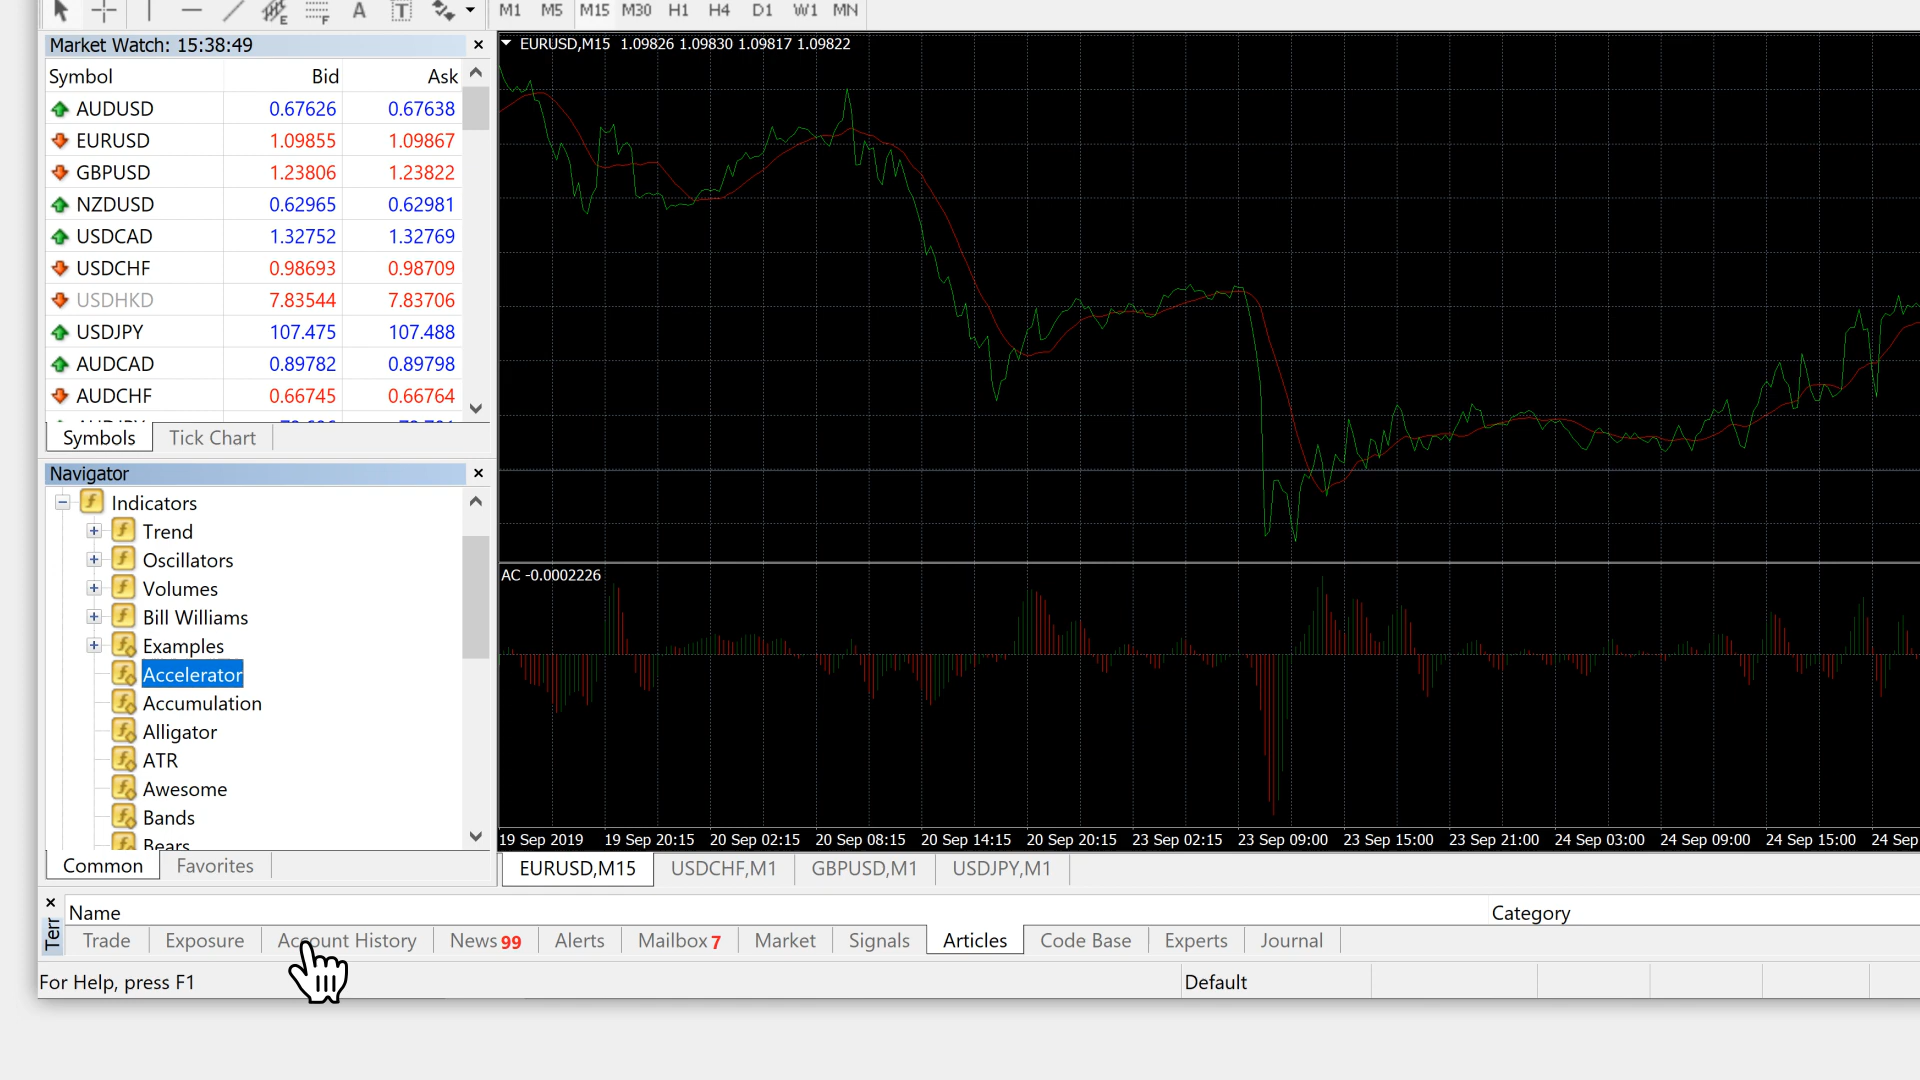 M1 M5 M15 M30 H1 H4 D1 W1 MN
Market Watch: 15:38:49
Symbol Bid Ask
AUDUSD 0.67626 0.67638
EURUSD 1.09855 1.09867
GBPUSD 1.23806 1.23822
NZDUSD 0.62965 0.62981
USDCAD 1.32752 1.32769
USDCHF 0.98693 0.98709
USDHKD 7.83544 7.83706
USDJPY 107.475 107.488
AUDCAD 0.89782 0.89798
AUDCHF 0.66745 0.66764
Symbols Tick Chart
Navigator
Indicators
Trend
Oscillators
Volumes
Bill Williams
Examples
Accelerator
Accumulation
Alligator
ATR
Awesome
Bands
Bears
Common Favorites
EURUSD,M15 1.09826 1.09830 1.09817 1.09822
AC -0.0002226
19 Sep 2019 19 Sep 20:15 20 Sep 02:15 20 Sep 08:15 20 Sep 14:15 20 Sep 20:15 23 Sep 02:15 23 Sep 09:00 23 Sep 15:00 23 Sep 21:00 24 Sep 03:00 24 Sep 09:00 24 Sep 15:00 24 Sep
EURUSD,M15 USDCHF,M1 GBPUSD,M1 USDJPY,M1
Terr
Name Category
Trade Exposure Account History News 99 Alerts Mailbox 7 Market Signals Articles Code Base Experts Journal
For Help, press F1 Default